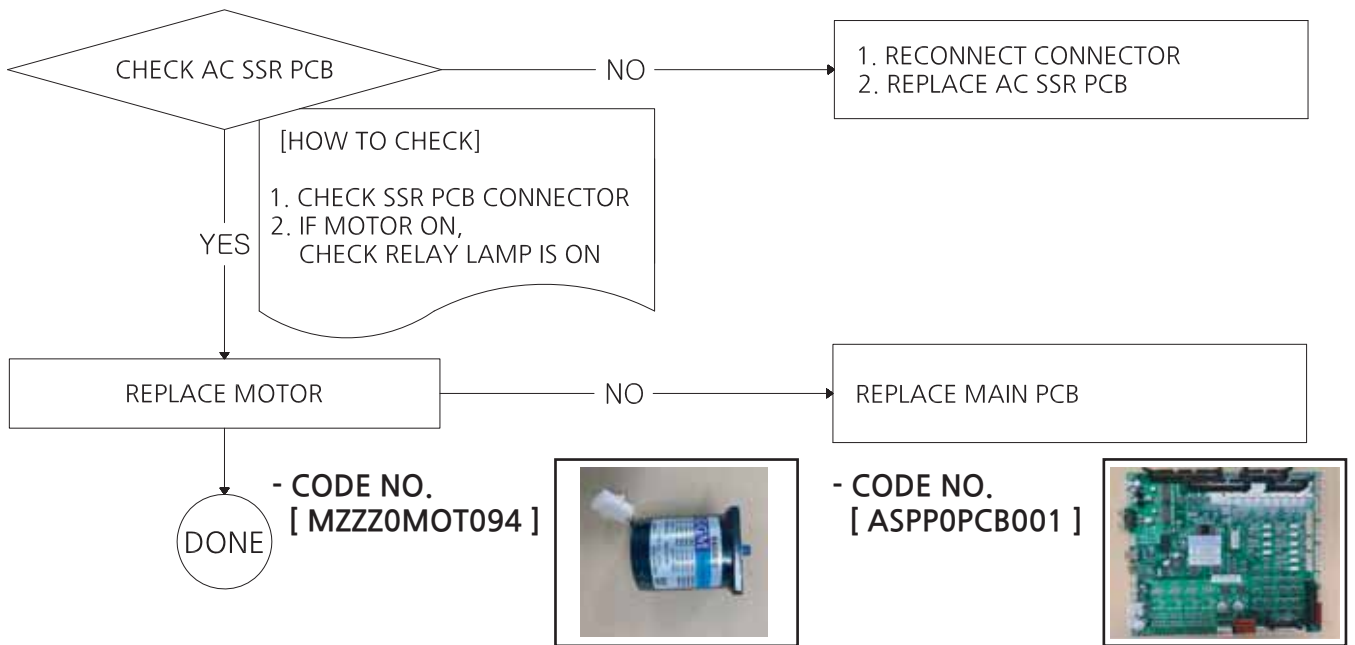 CHECK AC SSR PCB
NO
1. RECONNECT CONNECTOR
2. REPLACE AC SSR PCB
[HOW TO CHECK]
1. CHECK SSR PCB CONNECTOR
2. IF MOTOR ON,
CHECK RELAY LAMP IS ON
YES
REPLACE MOTOR
NO
REPLACE MAIN PCB
DONE
- CODE NO.
[ MZZZ0MOT094 ]
- CODE NO.
[ ASPP0PCB001 ]